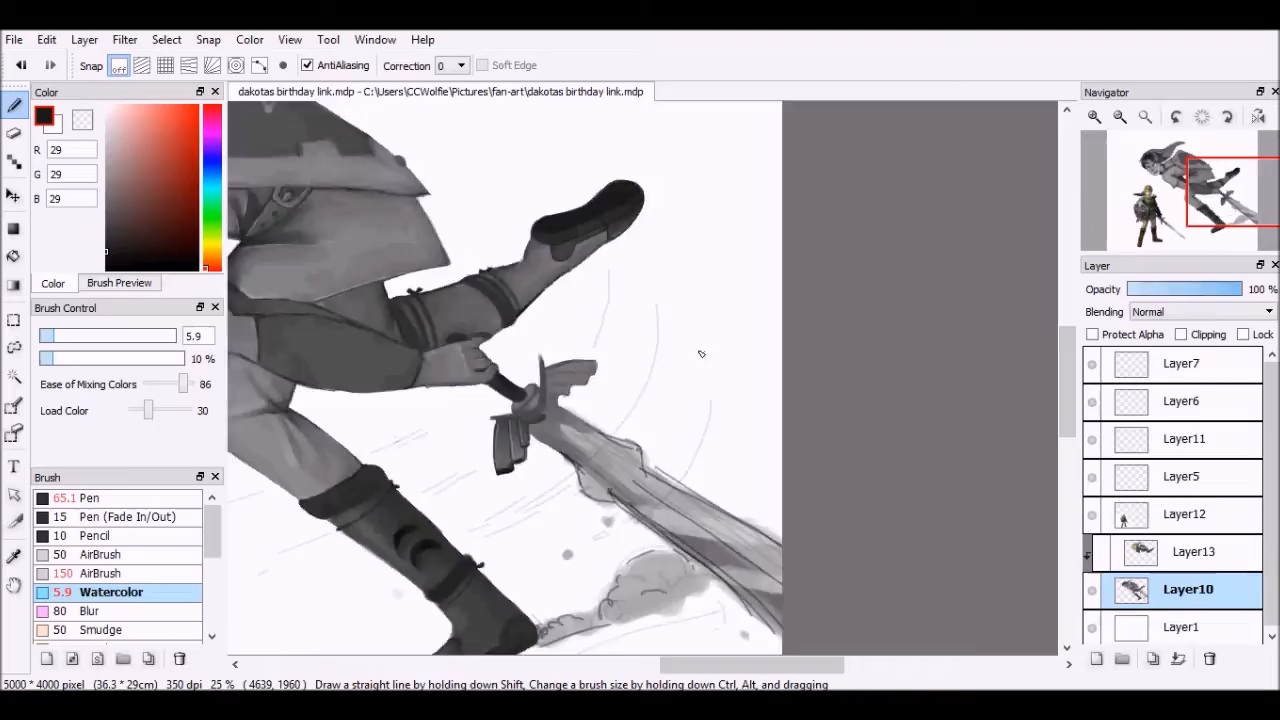 File Edit Layer Filter Select Snap Color View Tool Window Help
Snap off AntiAliasing Correction 0 Soft Edge
Color
R 29
G 29
B 29
Color Brush Preview
Brush Control
5.9
10 %
Ease of Mixing Colors 86
Load Color 30
Brush
65.1 Pen
15 Pen (Fade In/Out)
10 Pencil
50 AirBrush
150 AirBrush
5.9 Watercolor
80 Blur
50 Smudge
dakotas birthday link.mdp - C:\Users\CCWolfie\Pictures\fan-art\dakotas birthday link.mdp
Navigator
Layer
Opacity 100 %
Blending Normal
Protect Alpha Clipping Lock
Layer7
Layer6
Layer11
Layer5
Layer12
Layer13
Layer10
Layer1
5000 * 4000 pixel (36.3 * 29cm) 350 dpi 25 % ( 4639, 1960 ) Draw a straight line by holding down Shift, Change a brush size by holding down Ctrl, Alt, and dragging